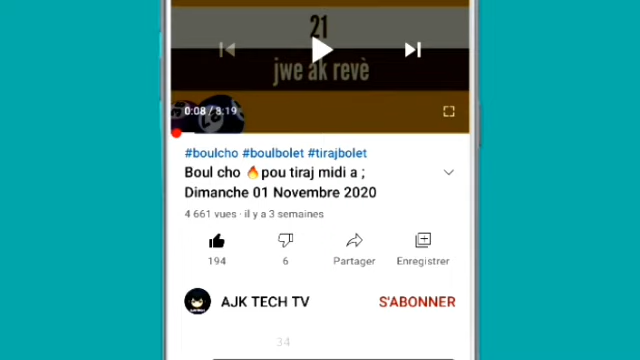 21
jwe ak revè
0:08 / 8:19
#boulcho #boulbolet #tirajbolet
Boul cho 🔥pou tiraj midi a ;
Dimanche 01 Novembre 2020
4 661 vues · il y a 3 semaines
194
6
Partager
Enregistrer
AJK TECH TV
S'ABONNER
34